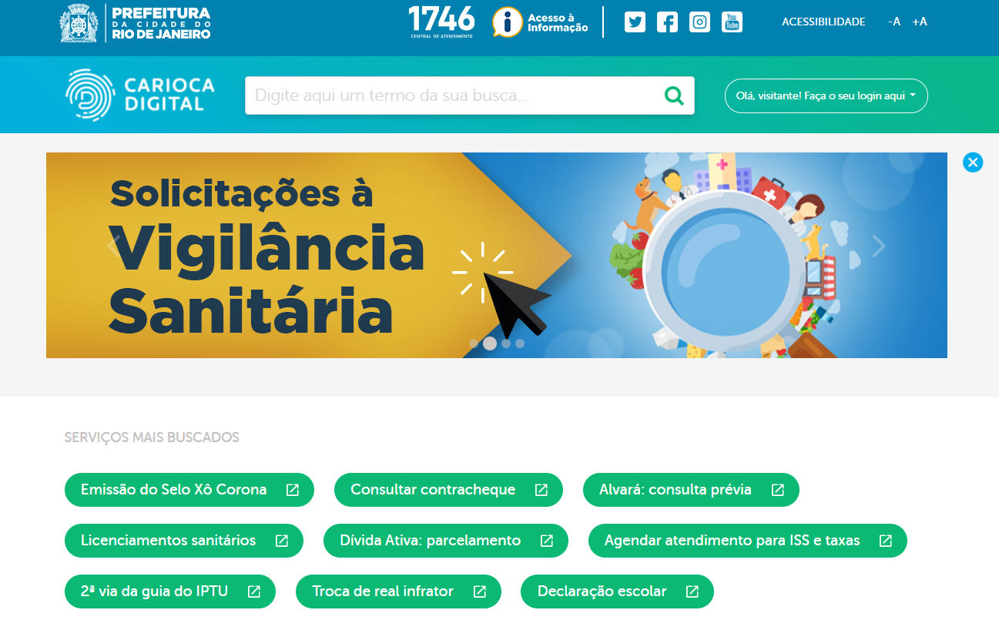 PREFEITURA
DA CIDADE DO
RIO DE JANEIRO
1746
CENTRAL DE ATENDIMENTO
i
Acesso à
Informação
You
Tube
ACESSIBILIDADE
-A
+A
CARIOCA
DIGITAL
Digite aqui um termo da sua busca...
Olá, visitante! Faça o seu login aqui
Solicitações à
Vigilância
Sanitária
SERVIÇOS MAIS BUSCADOS
Emissão do Selo Xô Corona
Consultar contracheque
Alvará: consulta prévia
Licenciamentos sanitários
Dívida Ativa: parcelamento
Agendar atendimento para ISS e taxas
2ª via da guia do IPTU
Troca de real infrator
Declaração escolar